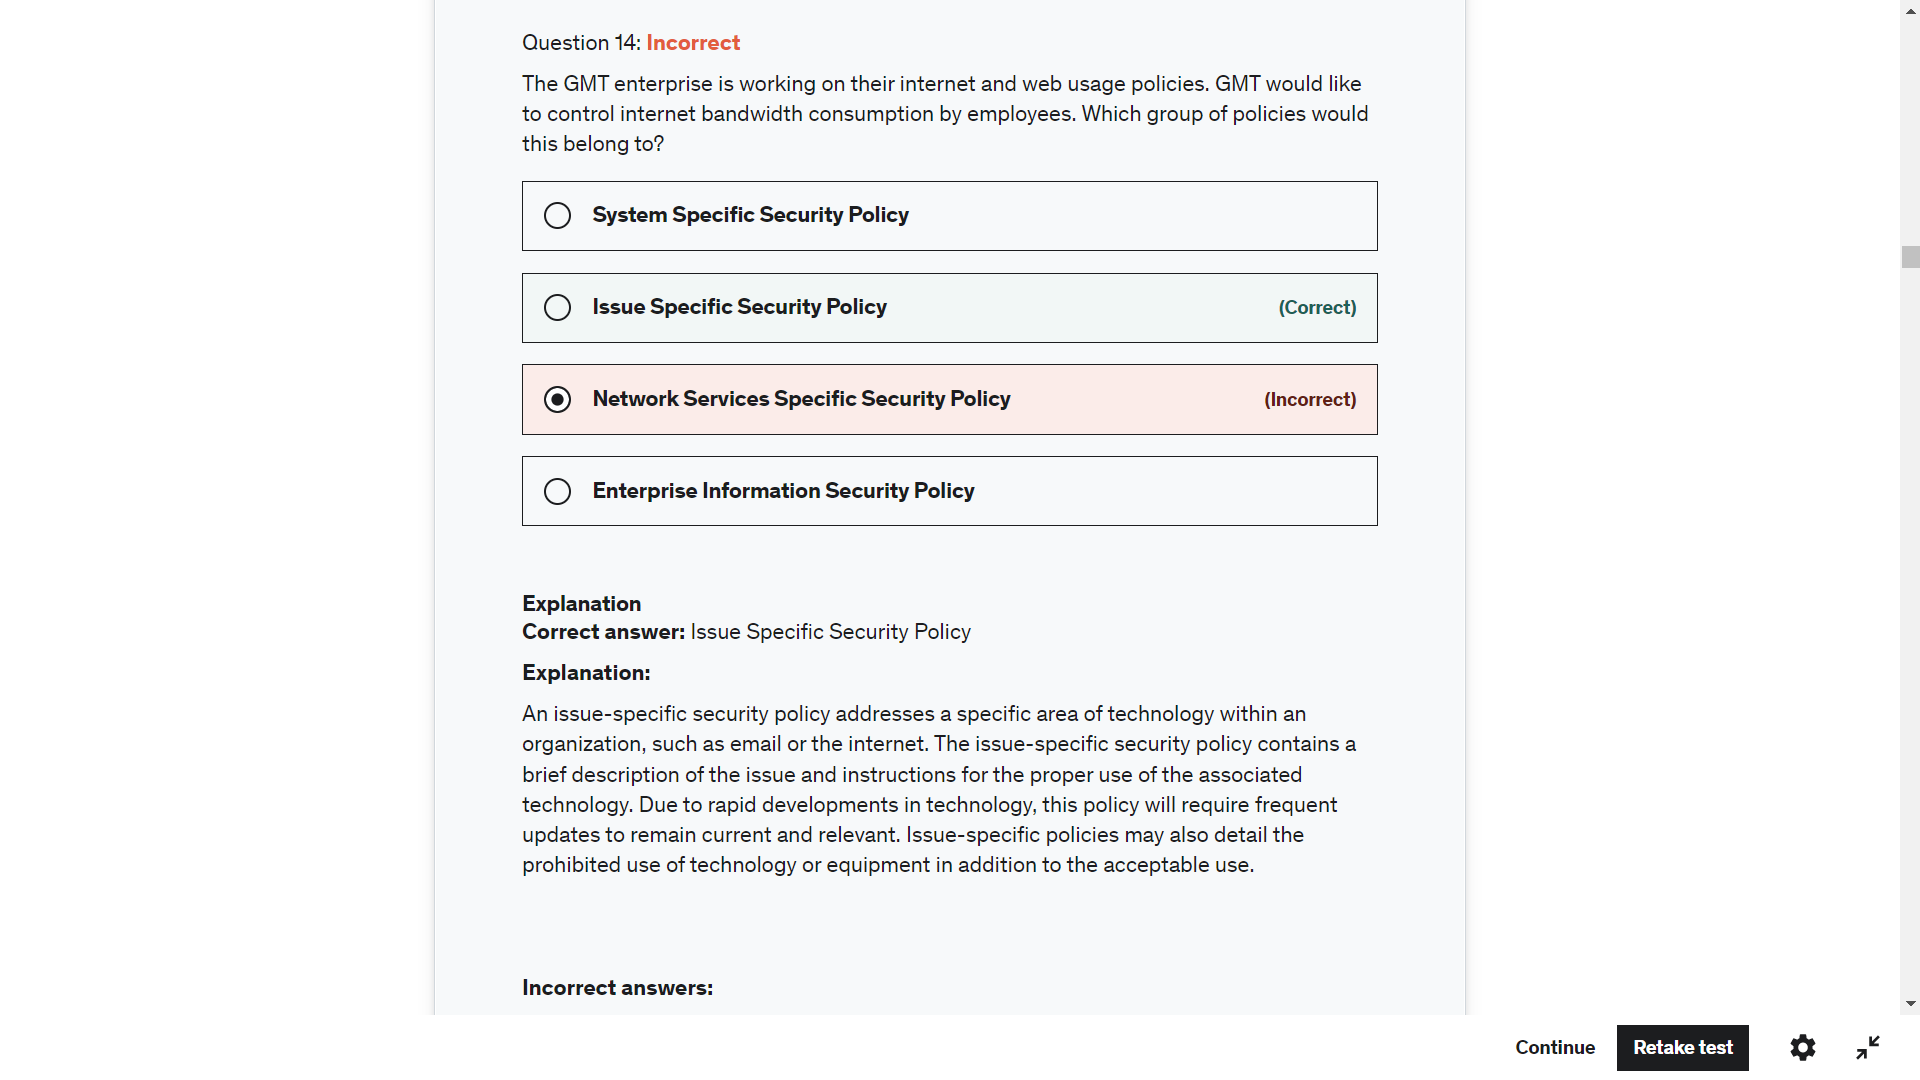 Question 14: Incorrect
The GMT enterprise is working on their internet and web usage policies. GMT would like
to control internet bandwidth consumption by employees. Which group of policies would
this belong to?
System Specific Security Policy
Issue Specific Security Policy (Correct)
Network Services Specific Security Policy (Incorrect)
Enterprise Information Security Policy
Explanation
Correct answer: Issue Specific Security Policy
Explanation:
An issue-specific security policy addresses a specific area of technology within an
organization, such as email or the internet. The issue-specific security policy contains a
brief description of the issue and instructions for the proper use of the associated
technology. Due to rapid developments in technology, this policy will require frequent
updates to remain current and relevant. Issue-specific policies may also detail the
prohibited use of technology or equipment in addition to the acceptable use.
Incorrect answers:
Continue Retake test